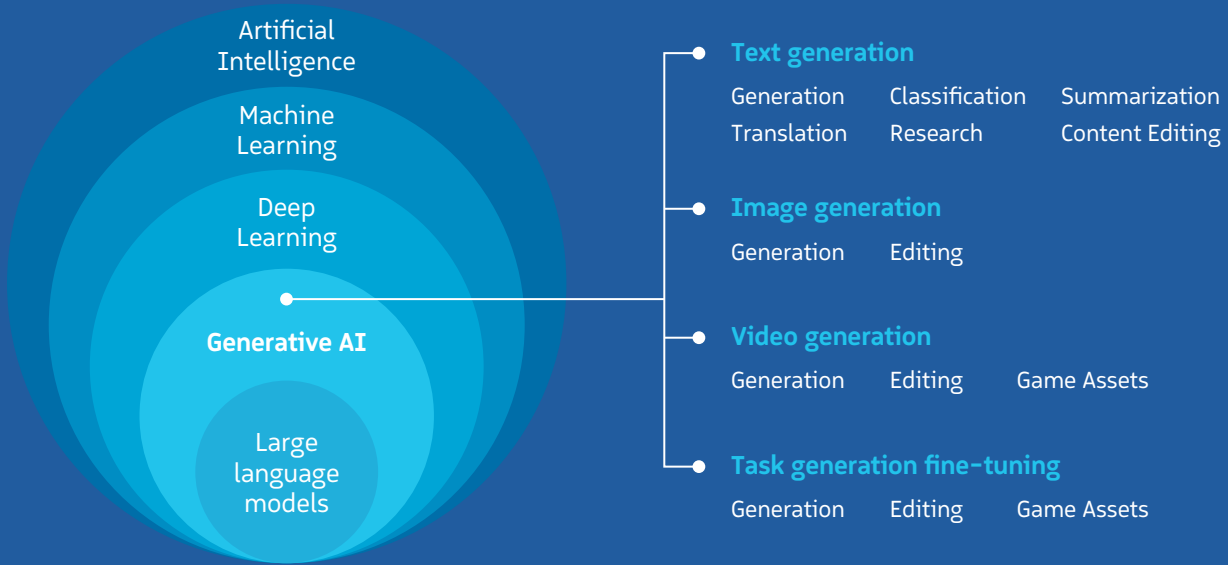 Artificial
Intelligence
Machine
Learning
Deep
Learning
Generative AI
Large
language
models
Text generation
Generation Classification Summarization
Translation Research Content Editing
Image generation
Generation Editing
Video generation
Generation Editing Game Assets
Task generation fine-tuning
Generation Editing Game Assets